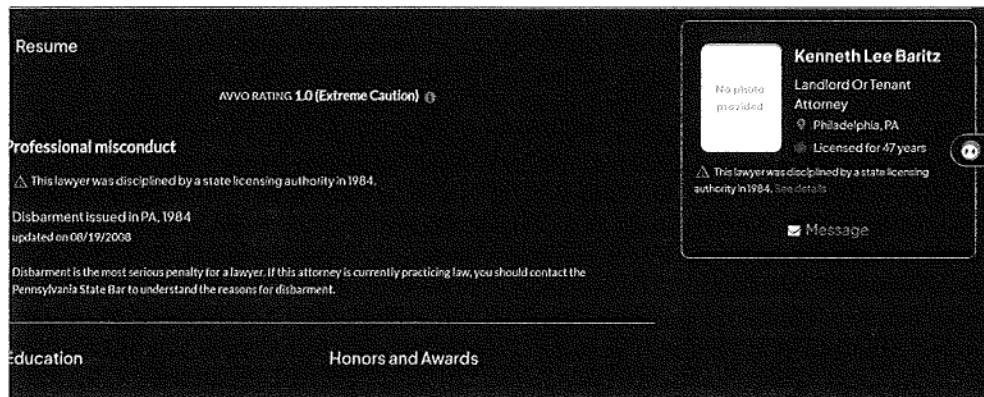 Resume
AVVO RATING 1.0 (Extreme Caution)
Professional misconduct
This lawyer was disciplined by a state licensing authority in 1984.
Disbarment issued in PA, 1984
updated on 08/19/2008
Disbarment is the most serious penalty for a lawyer. If this attorney is currently practicing law, you should contact the
Pennsylvania State Bar to understand the reasons for disbarment.
Education
Honors and Awards
No photo
provided
Kenneth Lee Baritz
Landlord Or Tenant
Attorney
Philadelphia, PA
Licensed for 47 years
This lawyer was disciplined by a state licensing
authority in 1984. See details
Message